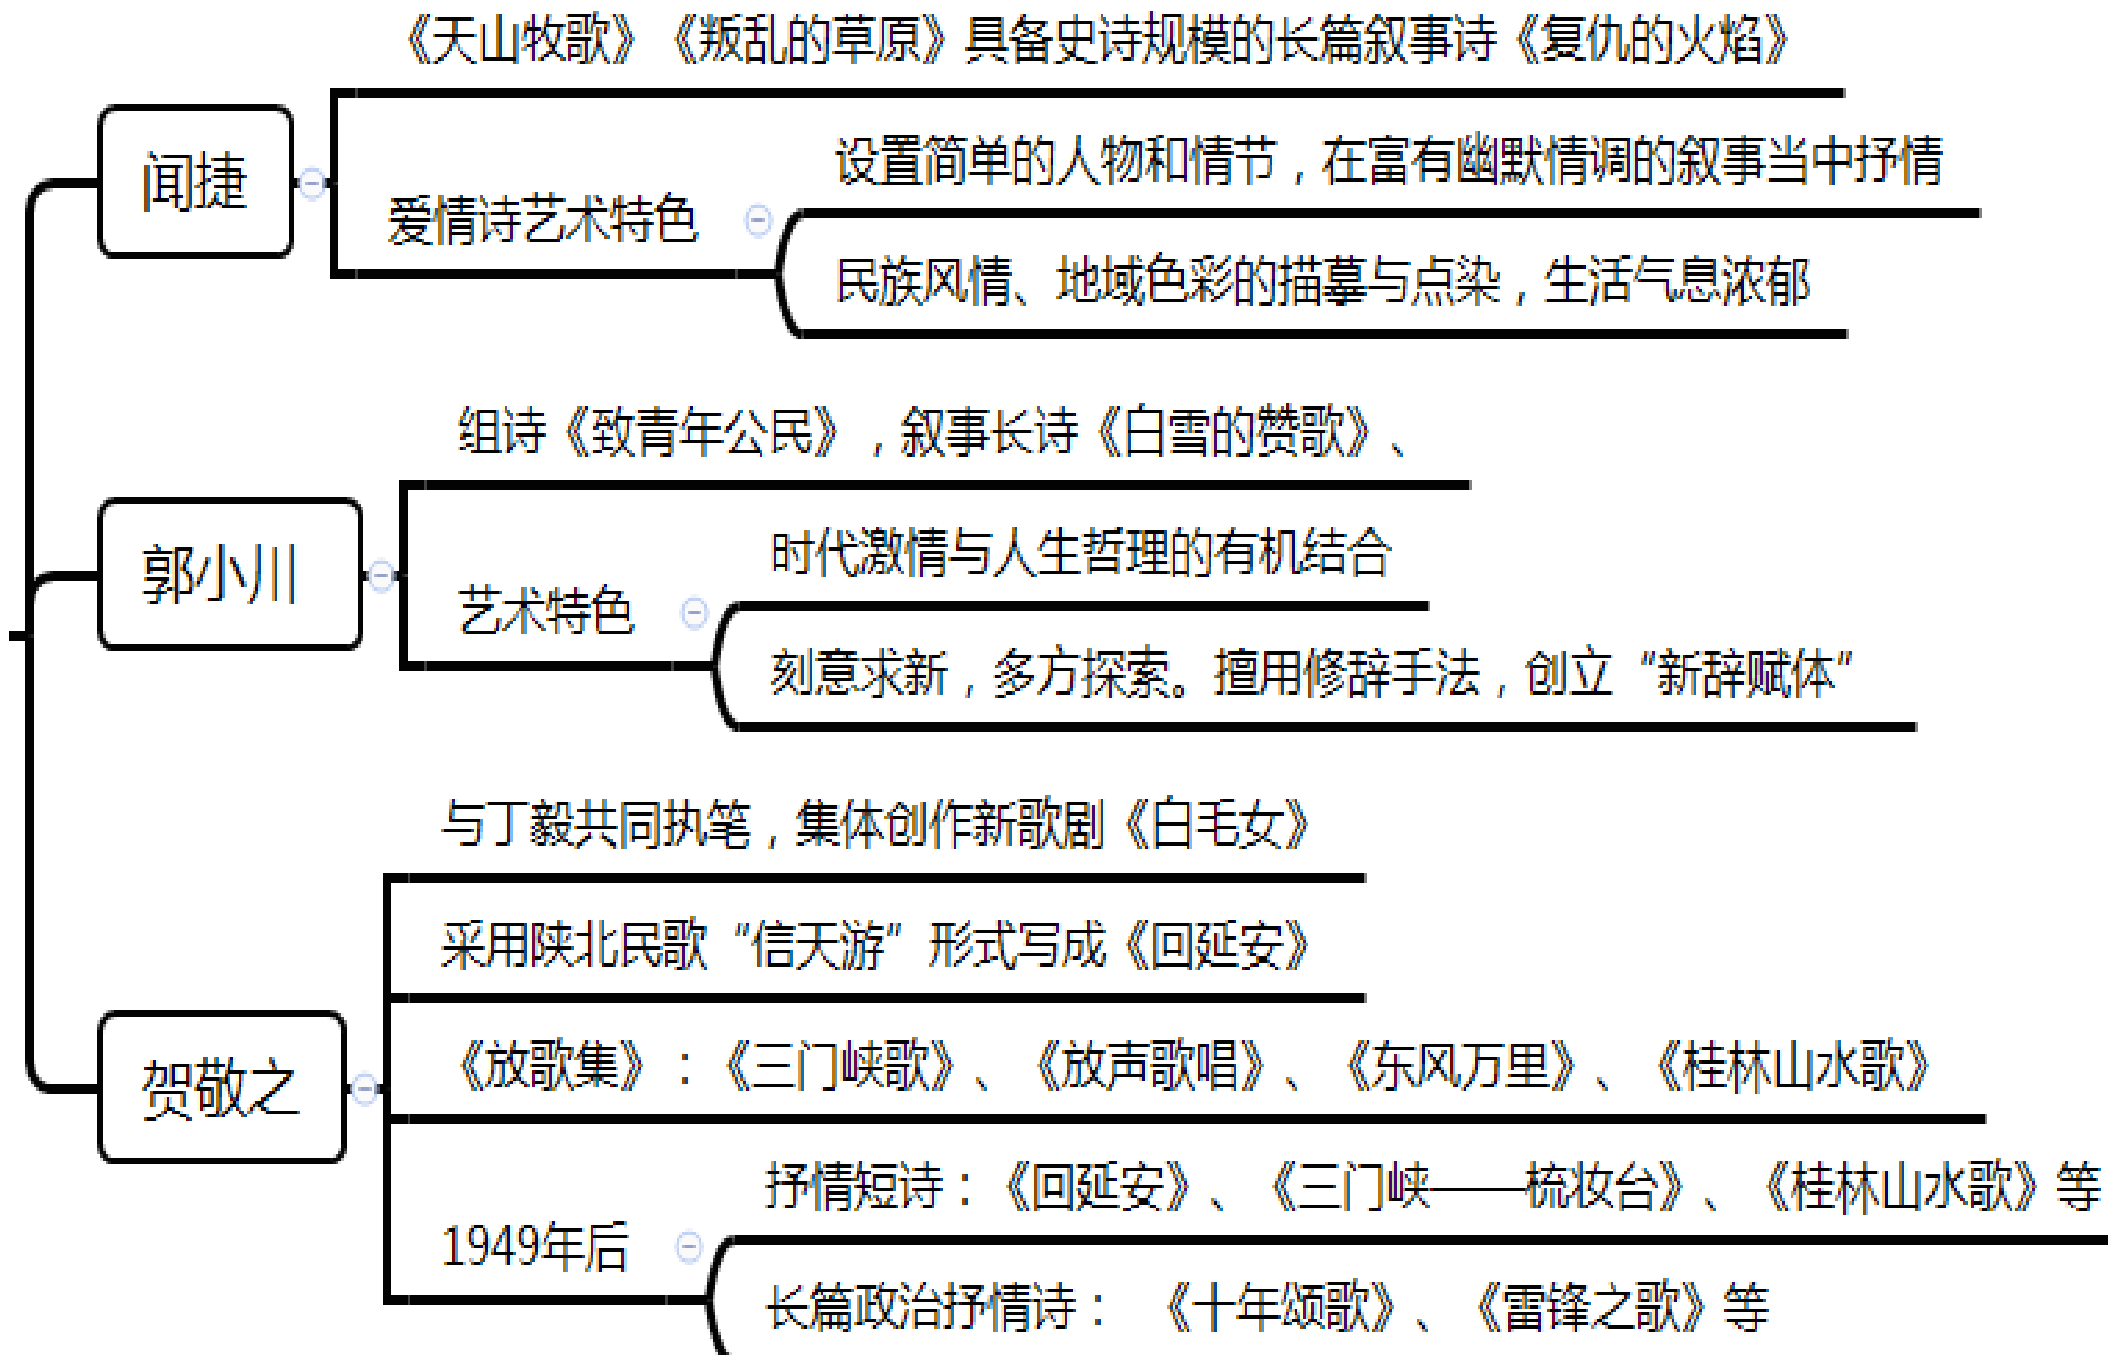 《天山牧歌》《叛乱的草原》具备史诗规模的长篇叙事诗《复仇的火焰》
闻捷
设置简单的人物和情节，在富有幽默情调的叙事当中抒情
爱情诗艺术特色
民族风情、地域色彩的描摹与点染，生活气息浓郁
组诗《致青年公民》，叙事长诗《白雪的赞歌》、
郭小川
时代激情与人生哲理的有机结合
艺术特色
刻意求新，多方探索。擅用修辞手法，创立“新辞赋体”
与丁毅共同执笔，集体创作新歌剧《白毛女》
采用陕北民歌“信天游”形式写成《回延安》
贺敬之
《放歌集》：《三门峡歌》、《放声歌唱》、《东风万里》、《桂林山水歌》
抒情短诗：《回延安》、《三门峡——梳妆台》、《桂林山水歌》等
1949年后
长篇政治抒情诗： 《十年颂歌》、《雷锋之歌》等